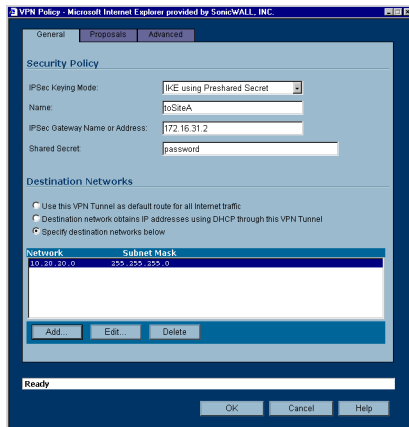 VPN Policy - Microsoft Internet Explorer provided by SonicWALL, INC.
General Proposals Advanced
Security Policy
IPSec Keying Mode: IKE using Preshared Secret
Name: toSiteA
IPSec Gateway Name or Address: 172.16.31.2
Shared Secret: password
Destination Networks
Use this VPN Tunnel as default route for all Internet traffic
Destination network obtains IP addresses using DHCP through this VPN Tunnel
Specify destination networks below
Network Subnet Mask
10.20.20.0 255.255.255.0
Add... Edit... Delete
Ready
OK Cancel Help